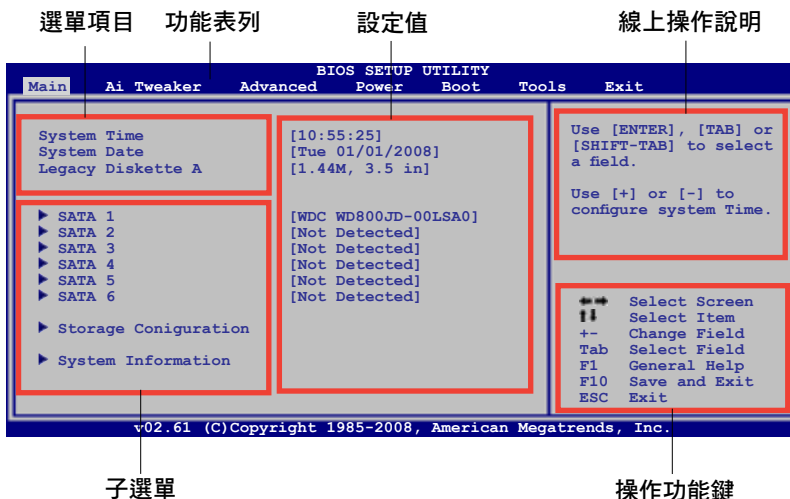 選單項目 功能表列 設定值 線上操作說明
BIOS SETUP UTILITY
Main Ai Tweaker Advanced Power Boot Tools Exit
System Time [10:55:25]
System Date [Tue 01/01/2008]
Legacy Diskette A [1.44M, 3.5 in]
SATA 1 [WDC WD800JD-00LSA0]
SATA 2 [Not Detected]
SATA 3 [Not Detected]
SATA 4 [Not Detected]
SATA 5 [Not Detected]
SATA 6 [Not Detected]
Storage Coniguration
System Information
Use [ENTER], [TAB] or
[SHIFT-TAB] to select
a field.
Use [+] or [-] to
configure system Time.
←→ Select Screen
↑↓ Select Item
+- Change Field
Tab Select Field
F1 General Help
F10 Save and Exit
ESC Exit
v02.61 (C)Copyright 1985-2008, American Megatrends, Inc.
子選單 操作功能鍵